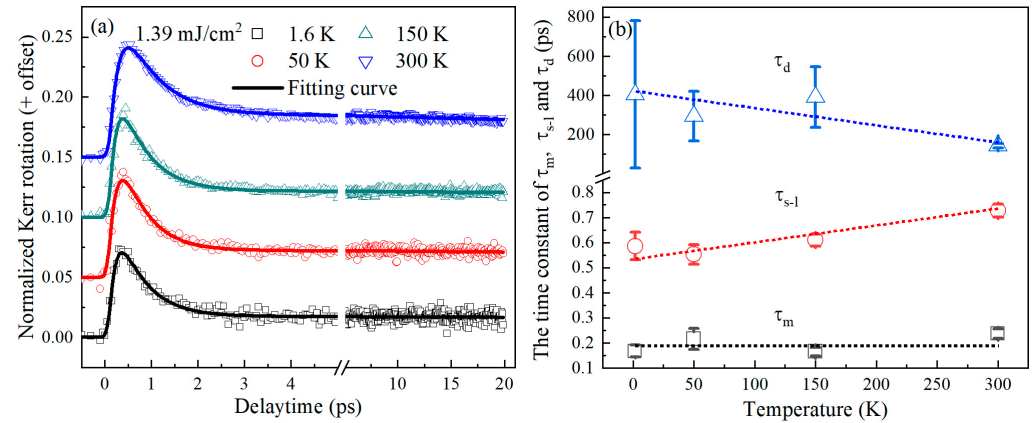 (a)
1.39 mJ/cm²
1.6 K
150 K
50 K
300 K
Fitting curve
Normalized Kerr rotation (+ offset)
0.25
0.20
0.15
0.10
0.05
0.00
0
1
2
3
4
10
15
20
Delaytime (ps)
(b)
The time constant of τm, τs-l and τd (ps)
800
600
400
200
0.9
0.8
0.7
0.6
0.5
0.4
0.3
0.2
0.1
τd
τs-l
τm
0
50
100
150
200
250
300
Temperature (K)